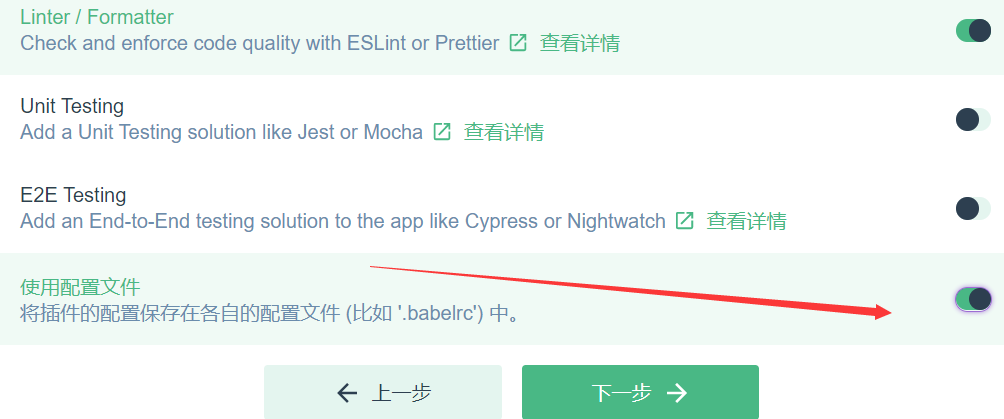 Linter / Formatter
Check and enforce code quality with ESLint or Prettier 查看详情
Unit Testing
Add a Unit Testing solution like Jest or Mocha 查看详情
E2E Testing
Add an End-to-End testing solution to the app like Cypress or Nightwatch 查看详情
使用配置文件
将插件的配置保存在各自的配置文件 (比如 '.babelrc') 中。
上一步 下一步